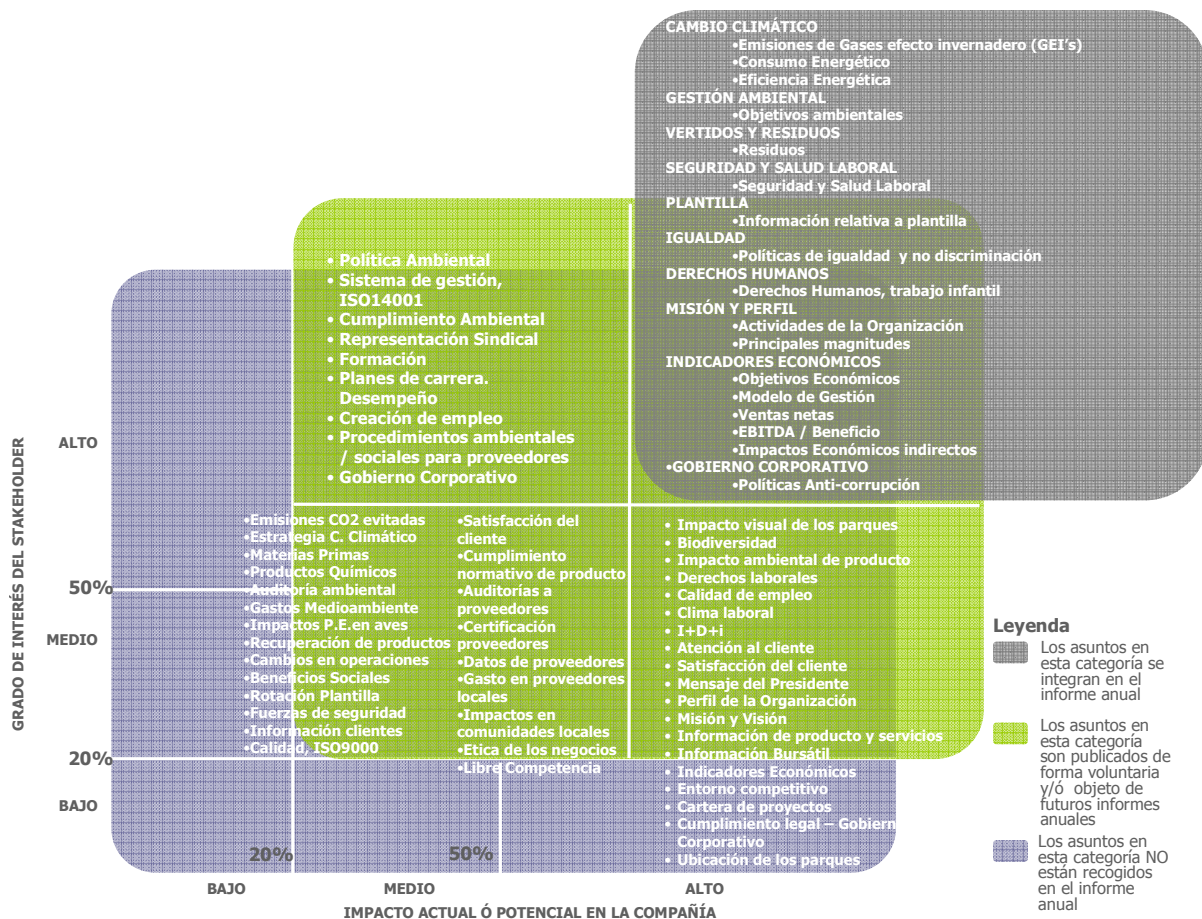 CAMBIO CLIMÁTICO
•Emisiones de Gases efecto invernadero (GEI's)
•Consumo Energético
•Eficiencia Energética
GESTIÓN AMBIENTAL
•Objetivos ambientales
VERTIDOS Y RESIDUOS
•Residuos
SEGURIDAD Y SALUD LABORAL
•Seguridad y Salud Laboral
PLANTILLA
•Información relativa a plantilla
IGUALDAD
•Políticas de igualdad y no discriminación
DERECHOS HUMANOS
•Derechos Humanos, trabajo infantil
MISIÓN Y PERFIL
•Actividades de la Organización
•Principales magnitudes
INDICADORES ECONÓMICOS
•Objetivos Económicos
•Modelo de Gestión
•Ventas netas
•EBITDA / Beneficio
•Impactos Económicos indirectos
•GOBIERNO CORPORATIVO
•Políticas Anti-corrupción
• Política Ambiental
• Sistema de gestión,
ISO14001
• Cumplimiento Ambiental
• Representación Sindical
• Formación
• Planes de carrera.
Desempeño
• Creación de empleo
• Procedimientos ambientales
/ sociales para proveedores
• Gobierno Corporativo
•Emisiones CO2 evitadas
•Estrategia C. Climático
•Materias Primas
•Productos Químicos
•Auditoría ambiental
•Gastos Medioambiente
•Impactos P.E.en aves
•Recuperación de productos
•Cambios en operaciones
•Beneficios Sociales
•Rotación Plantilla
•Fuerzas de seguridad
•Información clientes
•Calidad, ISO9000
•Satisfacción del
cliente
•Cumplimiento
normativo de producto
•Auditorías a
proveedores
•Certificación
proveedores
•Datos de proveedores
•Gasto en proveedores
locales
•Impactos en
comunidades locales
•Etica de los negocios
•Libre Competencia
• Impacto visual de los parques
• Biodiversidad
• Impacto ambiental de producto
• Derechos laborales
• Calidad de empleo
• Clima laboral
• I+D+i
• Atención al cliente
• Satisfacción del cliente
• Mensaje del Presidente
• Perfil de la Organización
• Misión y Visión
• Información de producto y servicios
• Información Bursátil
• Indicadores Económicos
• Entorno competitivo
• Cartera de proyectos
• Cumplimiento legal – Gobiern
Corporativo
• Ubicación de los parques
GRADO DE INTERÉS DEL STAKEHOLDER
ALTO
50%
MEDIO
20%
BAJO
20%
50%
BAJO
MEDIO
ALTO
IMPACTO ACTUAL Ó POTENCIAL EN LA COMPAÑÍA
Leyenda
Los asuntos en
esta categoría se
integran en el
informe anual
Los asuntos en
esta categoría
son publicados de
forma voluntaria
y/ó objeto de
futuros informes
anuales
Los asuntos en
esta categoría NO
están recogidos
en el informe
anual